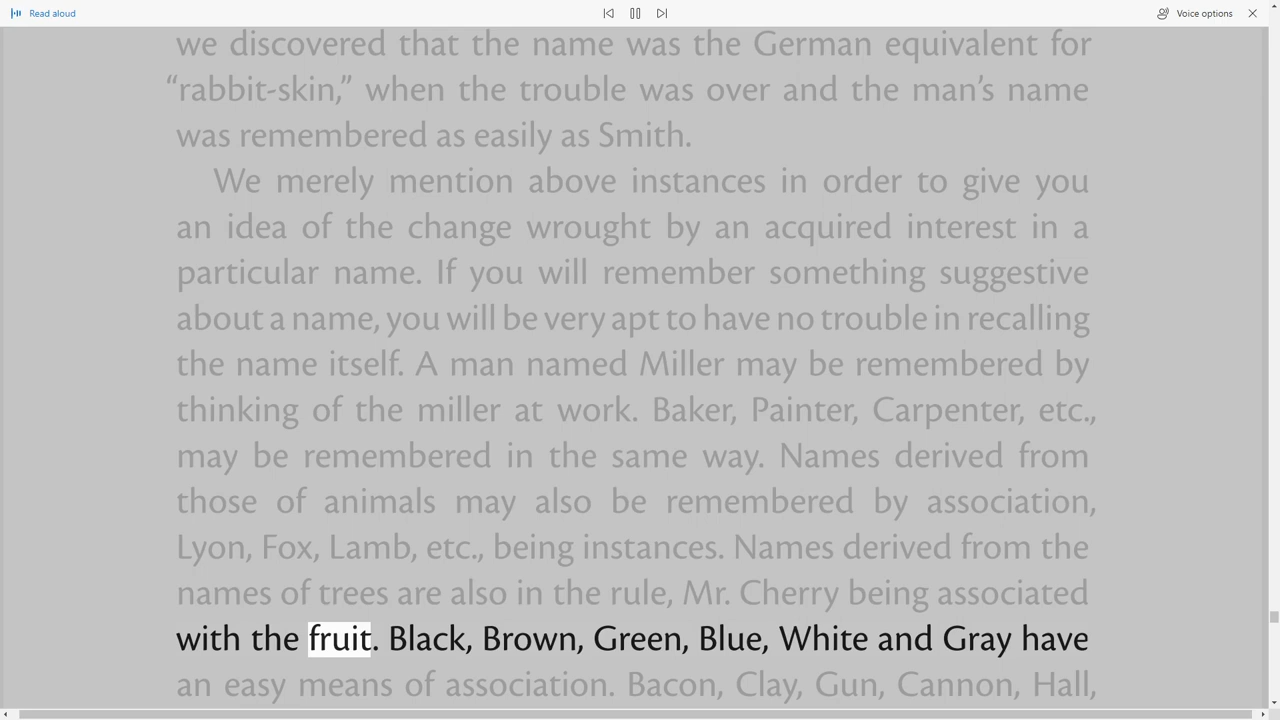 Read aloud
Voice options
we discovered that the name was the German equivalent for
“rabbit-skin,” when the trouble was over and the man’s name
was remembered as easily as Smith.
We merely mention above instances in order to give you
an idea of the change wrought by an acquired interest in a
particular name. If you will remember something suggestive
about a name, you will be very apt to have no trouble in recalling
the name itself. A man named Miller may be remembered by
thinking of the miller at work. Baker, Painter, Carpenter, etc.,
may be remembered in the same way. Names derived from
those of animals may also be remembered by association,
Lyon, Fox, Lamb, etc., being instances. Names derived from the
names of trees are also in the rule, Mr. Cherry being associated
with the fruit. Black, Brown, Green, Blue, White and Gray have
an easy means of association. Bacon, Clay, Gun, Cannon, Hall,